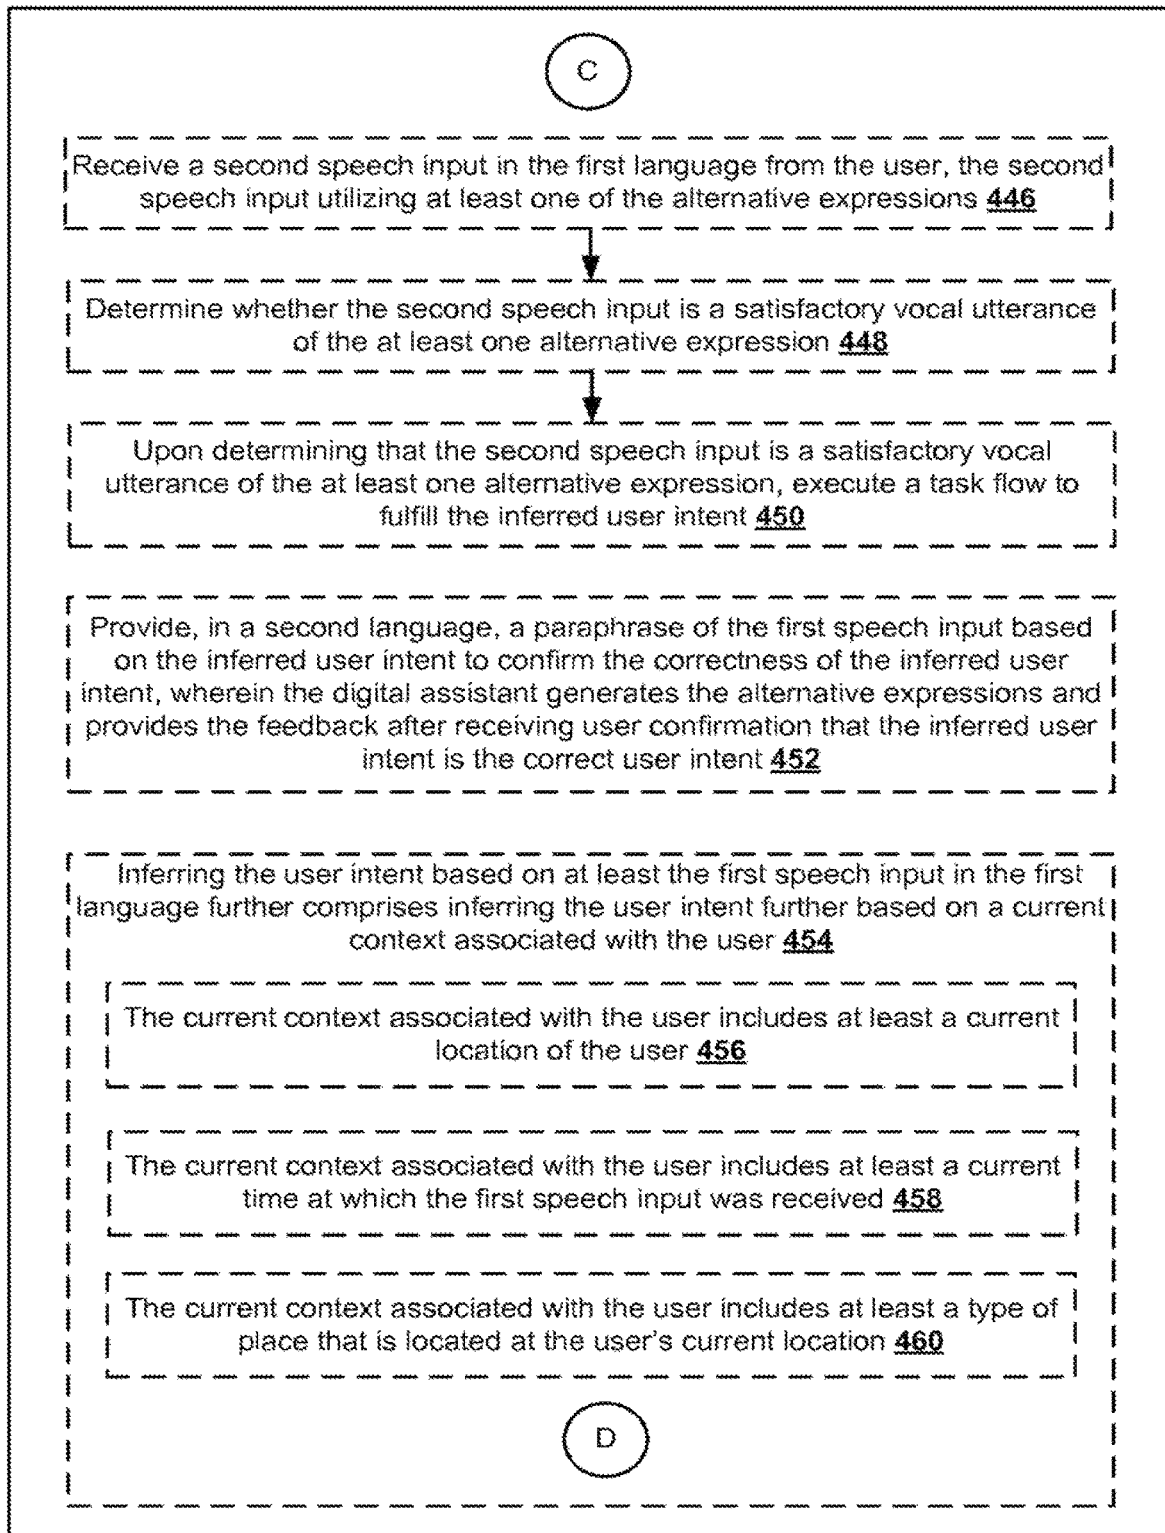 C
Receive a second speech input in the first language from the user, the second
speech input utilizing at least one of the alternative expressions 446
Determine whether the second speech input is a satisfactory vocal utterance
of the at least one alternative expression 448
Upon determining that the second speech input is a satisfactory vocal
utterance of the at least one alternative expression, execute a task flow to
fulfill the inferred user intent 450
Provide, in a second language, a paraphrase of the first speech input based
on the inferred user intent to confirm the correctness of the inferred user
intent, wherein the digital assistant generates the alternative expressions and
provides the feedback after receiving user confirmation that the inferred user
intent is the correct user intent 452
Inferring the user intent based on at least the first speech input in the first
language further comprises inferring the user intent further based on a current
context associated with the user 454
The current context associated with the user includes at least a current
location of the user 456
The current context associated with the user includes at least a current
time at which the first speech input was received 458
The current context associated with the user includes at least a type of
place that is located at the user's current location 460
D